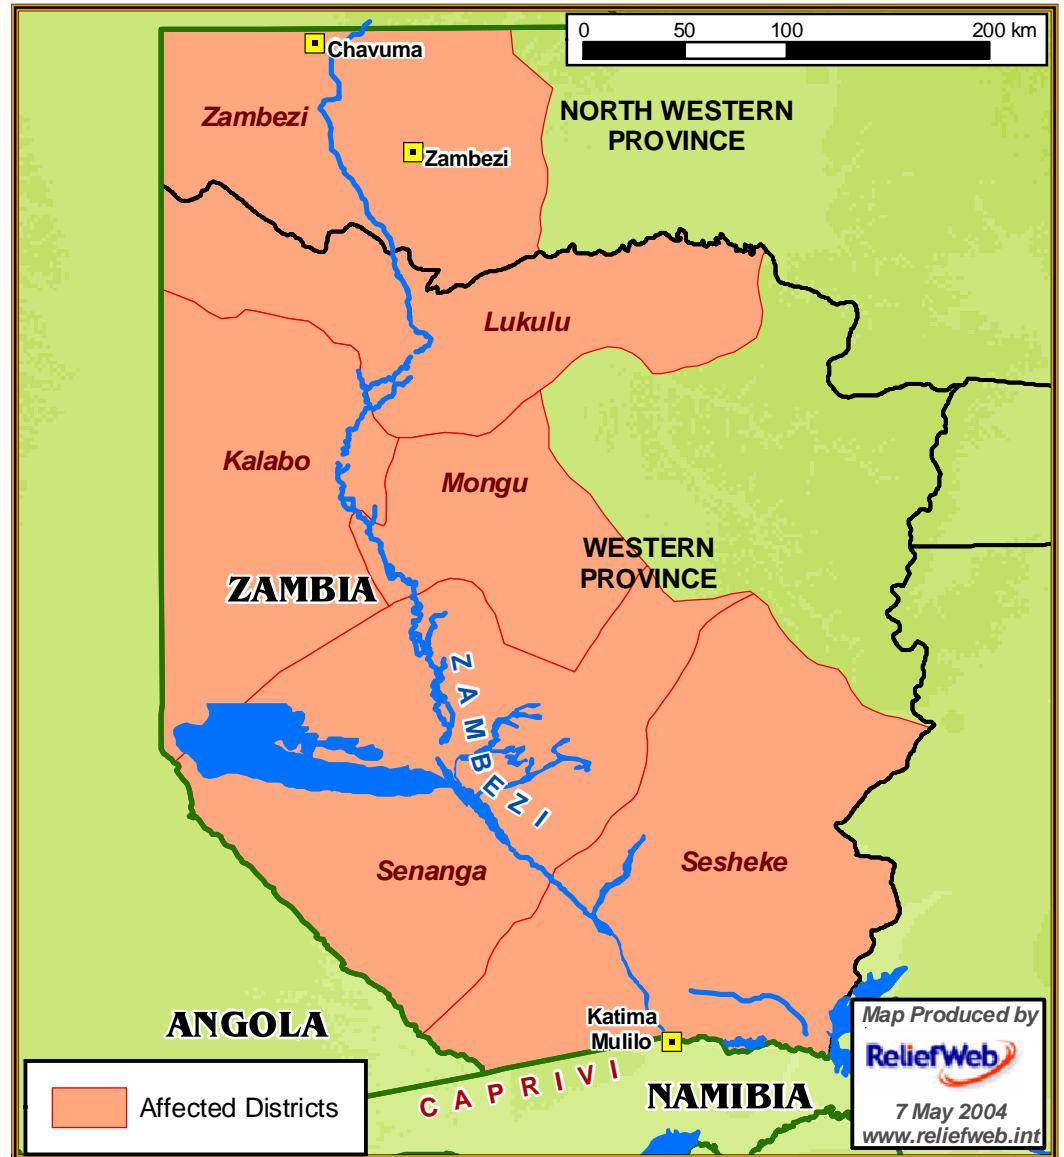 0 50 100 200 km
Chavuma
Zambezi
NORTH WESTERN
PROVINCE
Zambezi
Lukulu
Kalabo
Mongu
WESTERN
PROVINCE
ZAMBIA
ZAMBEZI
Senanga
Sesheke
Katima
Mulilo
ANGOLA
CAPRIVI
NAMIBIA
Affected Districts
Map Produced by
ReliefWeb
7 May 2004
www.reliefweb.int